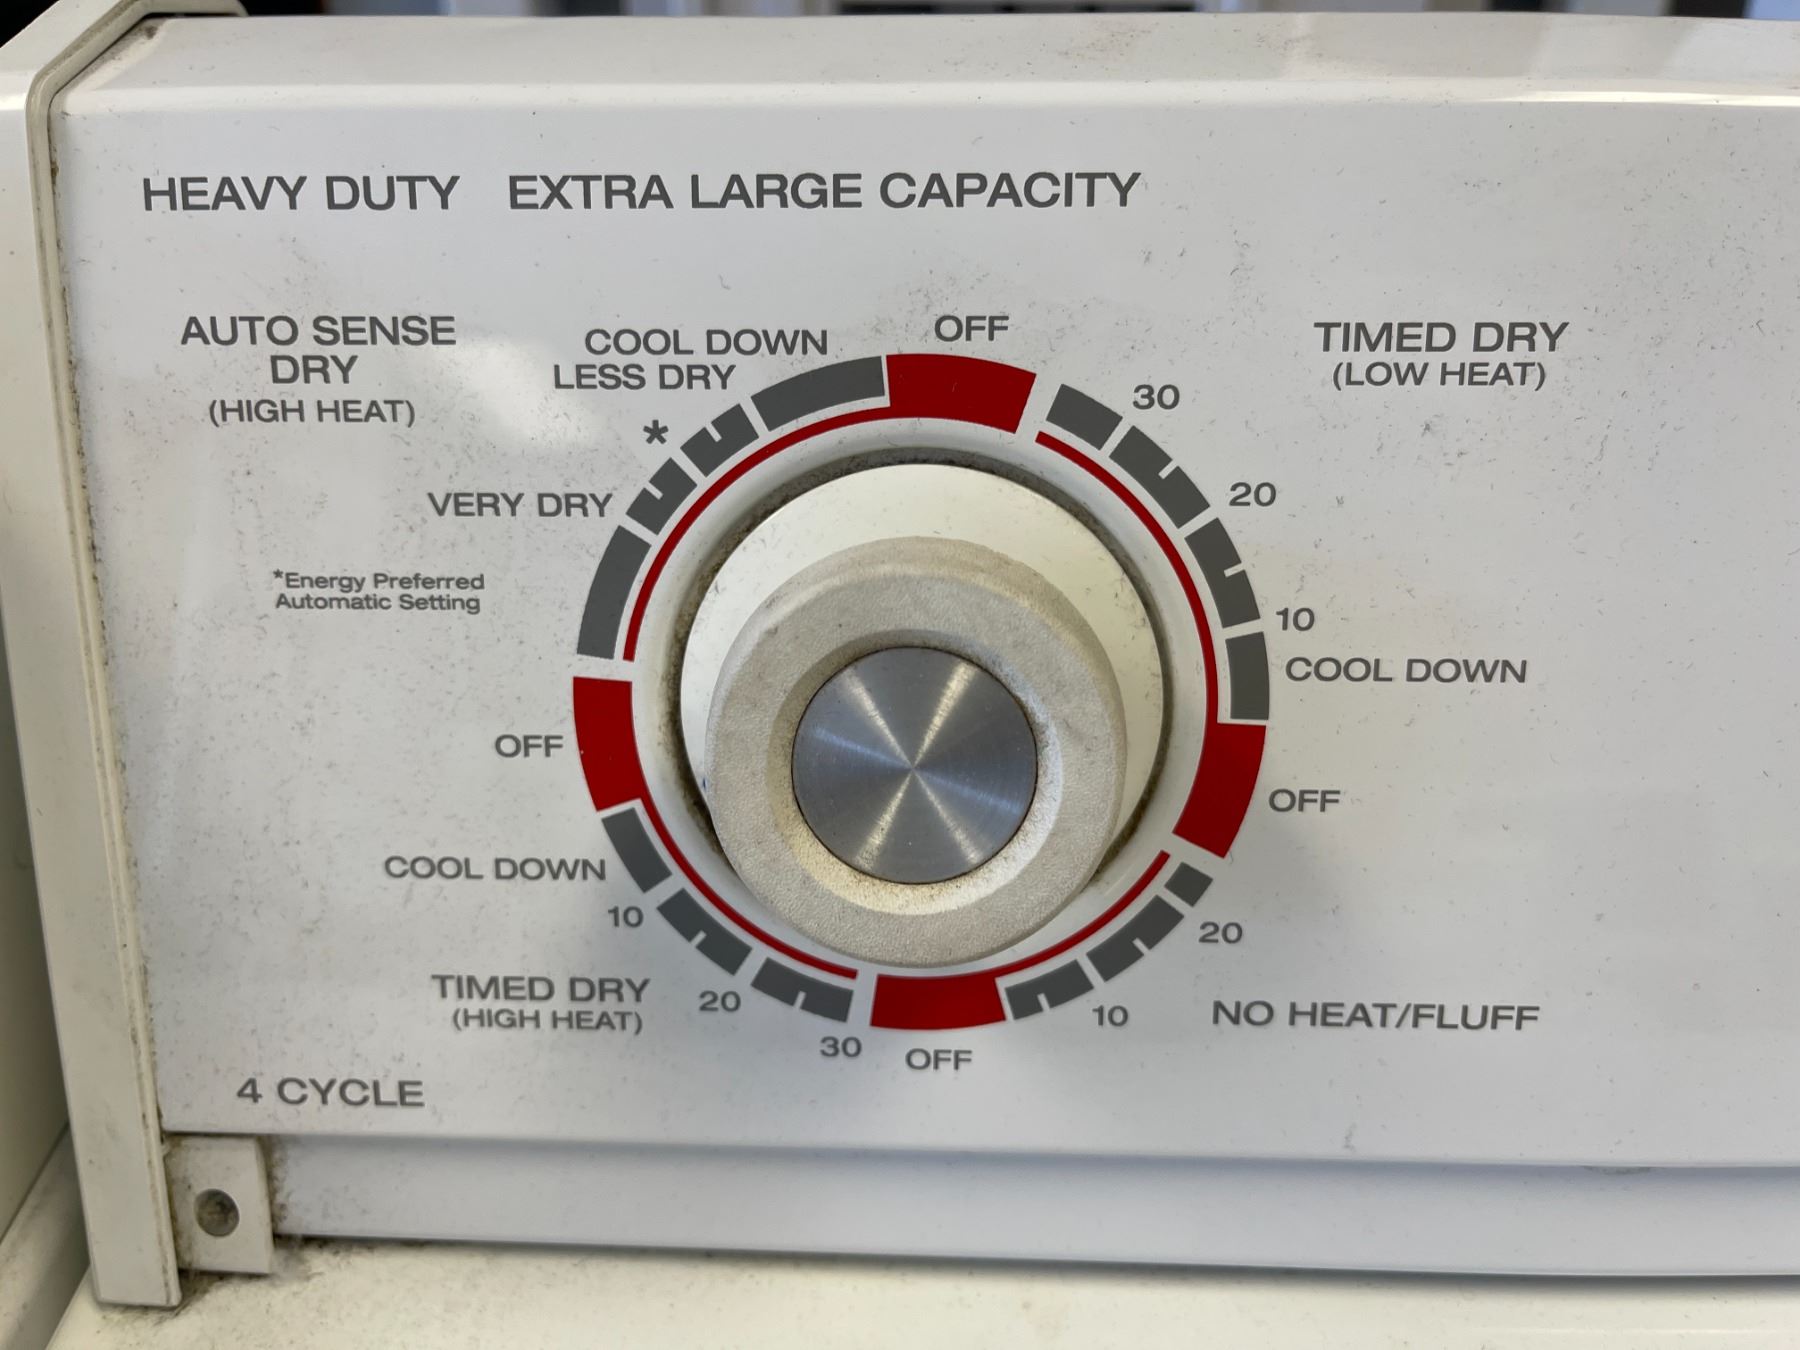 HEAVY DUTY EXTRA LARGE CAPACITY
AUTO SENSE
DRY
(HIGH HEAT)
COOL DOWN
LESS DRY
*
VERY DRY
*Energy Preferred
Automatic Setting
OFF
TIMED DRY
(LOW HEAT)
30
20
10
COOL DOWN
OFF
20
10
NO HEAT/FLUFF
OFF
30
20
10
TIMED DRY
(HIGH HEAT)
COOL DOWN
OFF
4 CYCLE